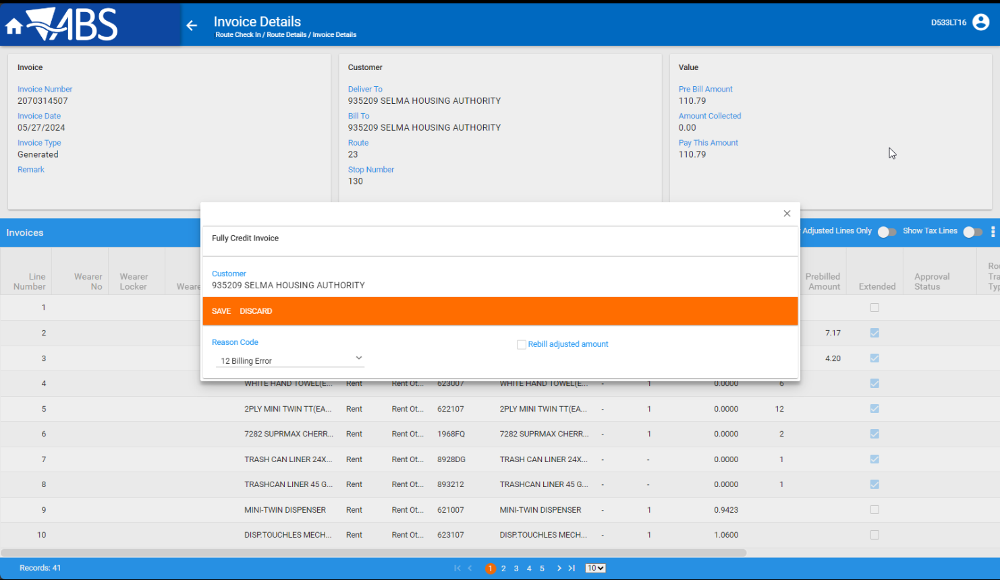 ABS
Invoice Details
Route Check In / Route Details / Invoice Details
D533LT16
Invoice
Invoice Number
2070314507
Invoice Date
05/27/2024
Invoice Type
Generated
Remark
Customer
Deliver To
935209 SELMA HOUSING AUTHORITY
Bill To
935209 SELMA HOUSING AUTHORITY
Route
23
Stop Number
130
Value
Pre Bill Amount
110.79
Amount Collected
0.00
Pay This Amount
110.79
Invoices
Adjusted Lines Only Show Tax Lines
Fully Credit Invoice
Customer
935209 SELMA HOUSING AUTHORITY
SAVE DISCARD
Reason Code
12 Billing Error
Rebill adjusted amount
Line Number Wearer No Wearer Locker Weare Prebilled Amount Extended Approval Status Ro Tra Typ
1
2 7.17
3 4.20
4 WHITE HAND TOWEL(E... Rent Rent Ot... 623007 WHITE HAND TOWEL(E... - 1 0.0000 6
5 2PLY MINI TWIN TT(EA... Rent Rent Ot... 622107 2PLY MINI TWIN TT(EA... - 1 0.0000 12
6 7282 SUPRMAX CHERR... Rent Rent Ot... 1968FQ 7282 SUPRMAX CHERR... - 1 0.0000 2
7 TRASH CAN LINER 24X... Rent Rent Ot... 8928DG TRASH CAN LINER 24X... - - 0.0000 1
8 TRASHCAN LINER 45 G... Rent Rent Ot... 893212 TRASHCAN LINER 45 G... - - 0.0000 1
9 MINI-TWIN DISPENSER Rent Rent Ot... 621007 MINI-TWIN DISPENSER - 1 0.9423
10 DISP.TOUCHLES MECH... Rent Rent Ot... 623107 DISP.TOUCHLES MECH... - 1 1.0600
Records: 41
1 2 3 4 5
10